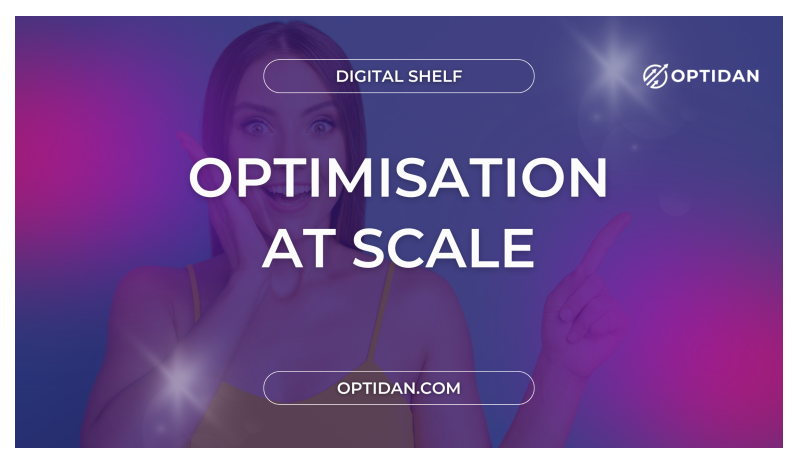 DIGITAL SHELF
OPTIDAN
OPTIMISATION
AT SCALE
OPTIDAN.COM